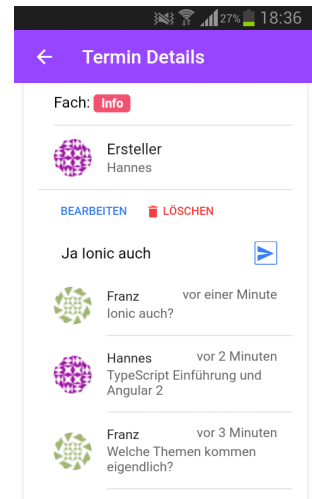 27% 18:36
Termin Details
Fach: Info
Ersteller
Hannes
BEARBEITEN LÖSCHEN
Ja Ionic auch
Franz vor einer Minute
Ionic auch?
Hannes vor 2 Minuten
TypeScript Einführung und
Angular 2
Franz vor 3 Minuten
Welche Themen kommen
eigendlich?